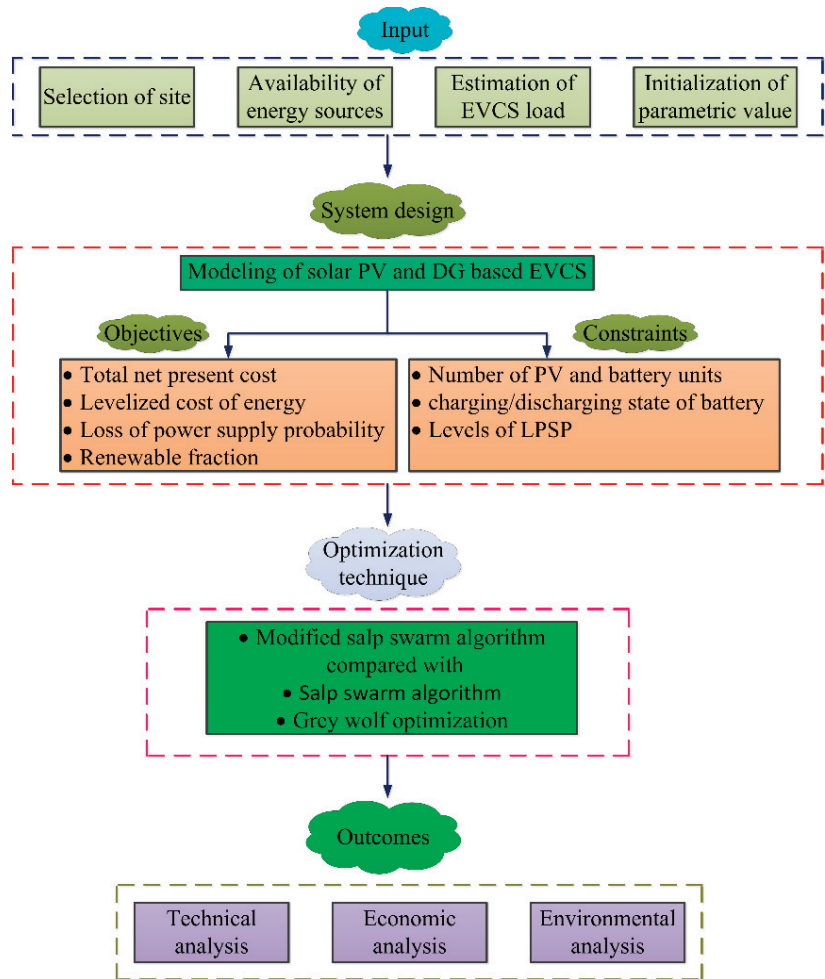 Input
Selection of site
Availability of
energy sources
Estimation of
EVCS load
Initialization of
parametric value
System design
Modeling of solar PV and DG based EVCS
Objectives
Constraints
• Total net present cost
• Levelized cost of energy
• Loss of power supply probability
• Renewable fraction
• Number of PV and battery units
• charging/discharging state of battery
• Levels of LPSP
Optimization
technique
• Modified salp swarm algorithm
compared with
• Salp swarm algorithm
• Grey wolf optimization
Outcomes
Technical
analysis
Economic
analysis
Environmental
analysis